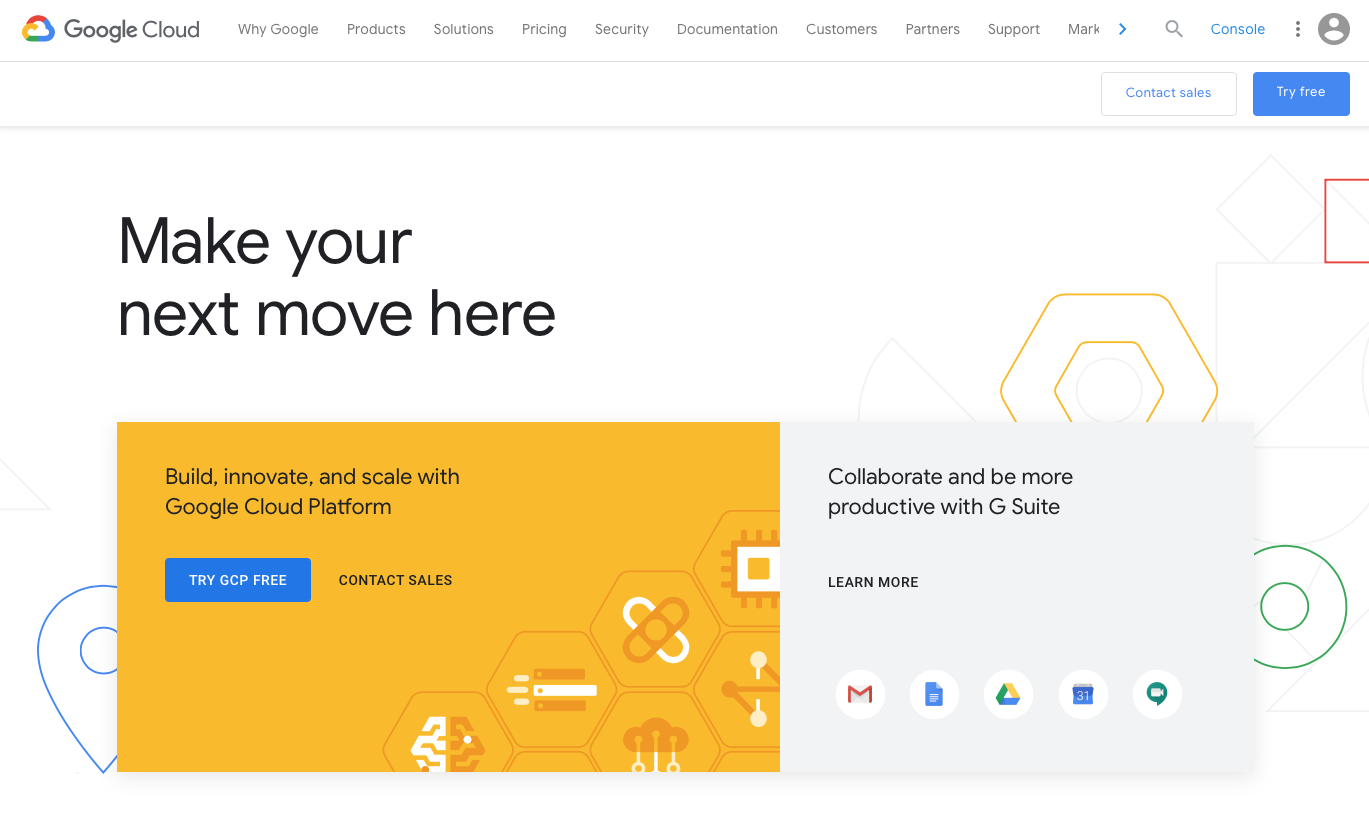 Google Cloud Why Google Products Solutions Pricing Security Documentation Customers Partners Support Mark Console
Contact sales Try free
Make your
next move here
Build, innovate, and scale with
Google Cloud Platform
TRY GCP FREE CONTACT SALES
Collaborate and be more
productive with G Suite
LEARN MORE
31